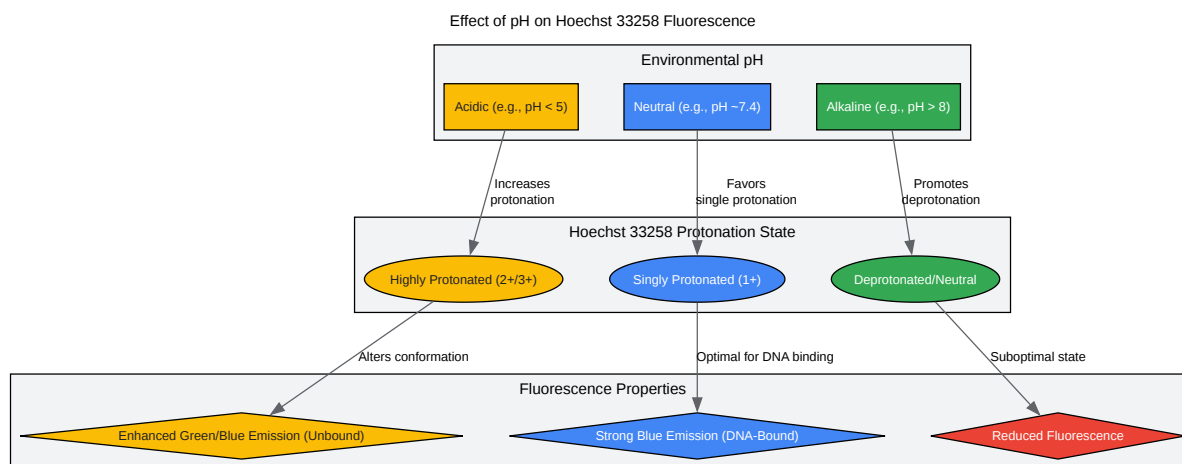 Effect of pH on Hoechst 33258 Fluorescence
Environmental pH
Acidic (e.g., pH < 5)
Neutral (e.g., pH ~7.4)
Alkaline (e.g., pH > 8)
Increases
protonation
Favors
single protonation
Promotes
deprotonation
Hoechst 33258 Protonation State
Highly Protonated (2+/3+)
Singly Protonated (1+)
Deprotonated/Neutral
Alters conformation
Optimal for DNA binding
Suboptimal state
Fluorescence Properties
Enhanced Green/Blue Emission (Unbound)
Strong Blue Emission (DNA-Bound)
Reduced Fluorescence